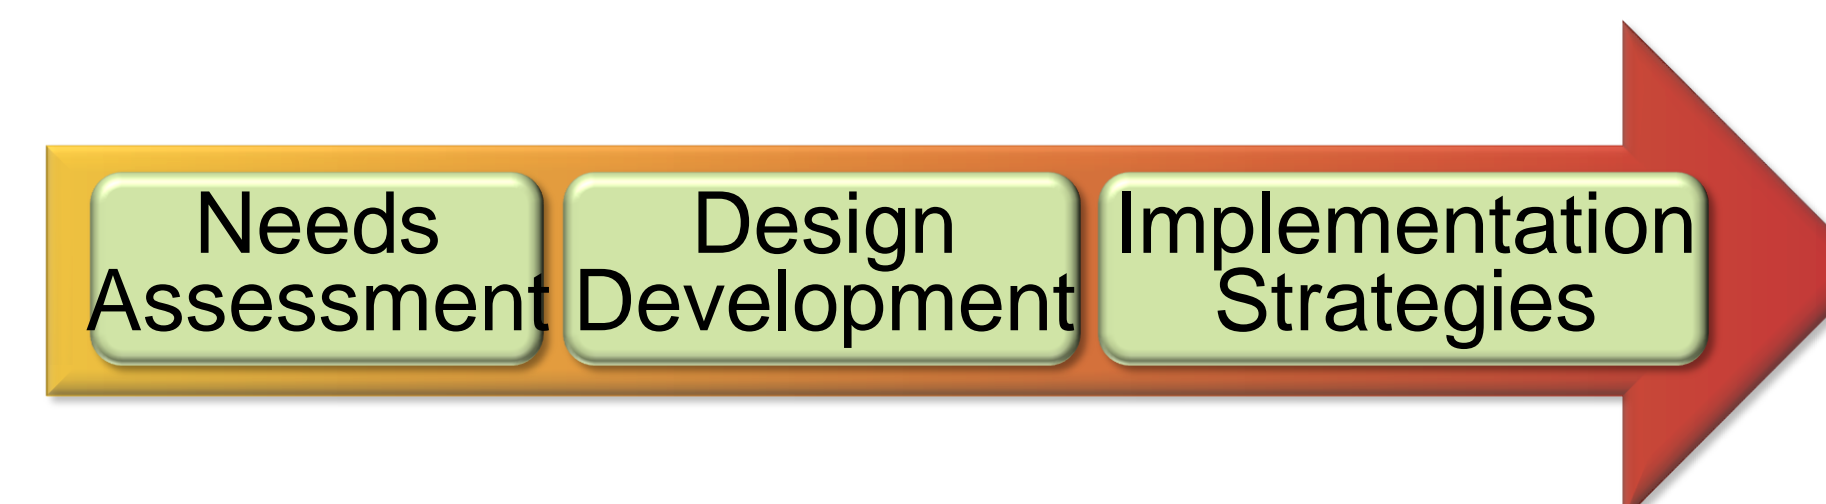 Needs
Assessment
Design
Development
Implementation
Strategies